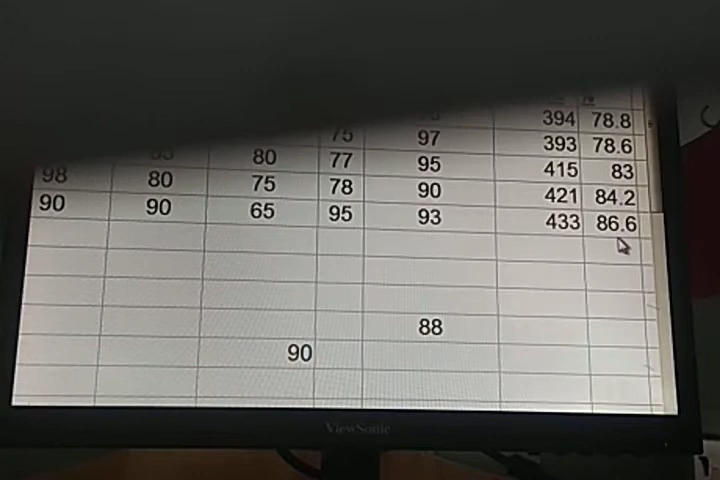 394 78.8
75 97 393 78.6
80 77 95 415 83
98 80 75 78 90 421 84.2
90 90 65 95 93 433 86.6
88
90
ViewSonic